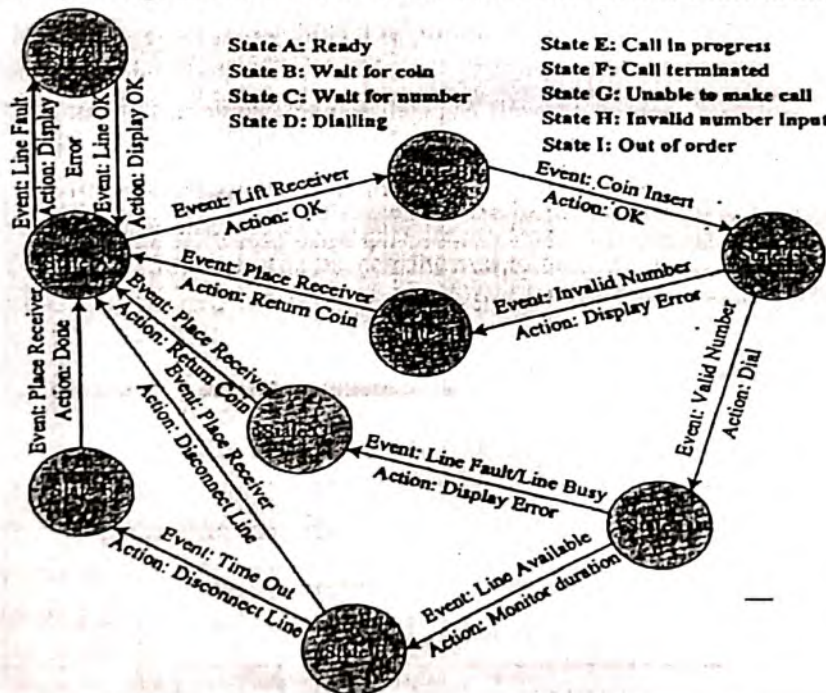 State A: Ready
State B: Wait for coin
State C: Wait for number
State D: Dialling
State E: Call in progress
State F: Call terminated
State G: Unable to make call
State H: Invalid number Input
State I: Out of order
Event: Line Fault
Action: Display
Error
Event: Line OK
Action: Display OK
Event: Lift Receiver
Action: OK
Event: Coin Insert
Action: OK
Event: Place Receiver
Action: Return Coin
Event: Invalid Number
Action: Display Error
Event: Valid Number
Action: Dial
Event: Place Receiver
Action: Return Coin
Event: Place Receiver
Action: Disconnect Line
Event: Place Receiver
Action: Done
Event: Line Fault/Line Busy
Action: Display Error
Event: Line Available
Action: Monitor duration
Event: Time Out
Action: Disconnect Line